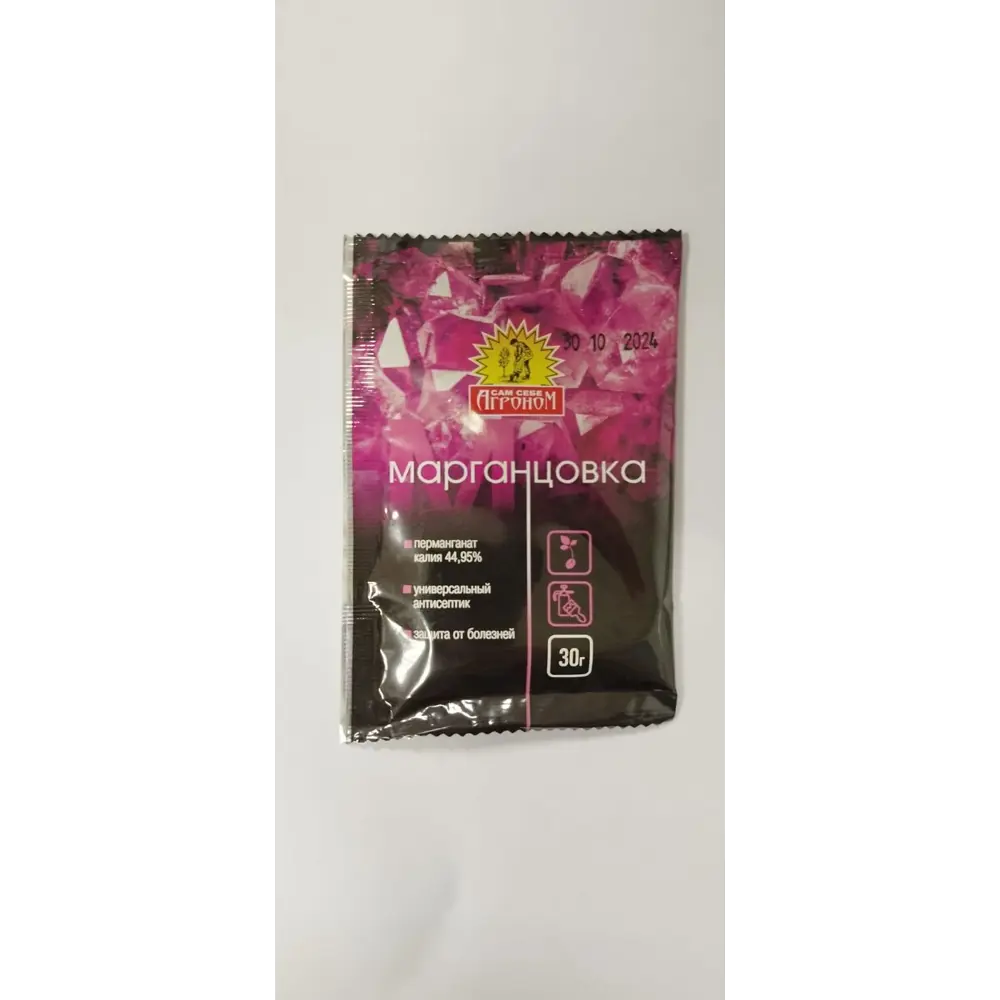 30 10 2024
САМ СЕБЕ
АГРОНОМ
марганцовка
перманганат
калия 44,95%
универсальный
антисептик
защита от болезней
30г